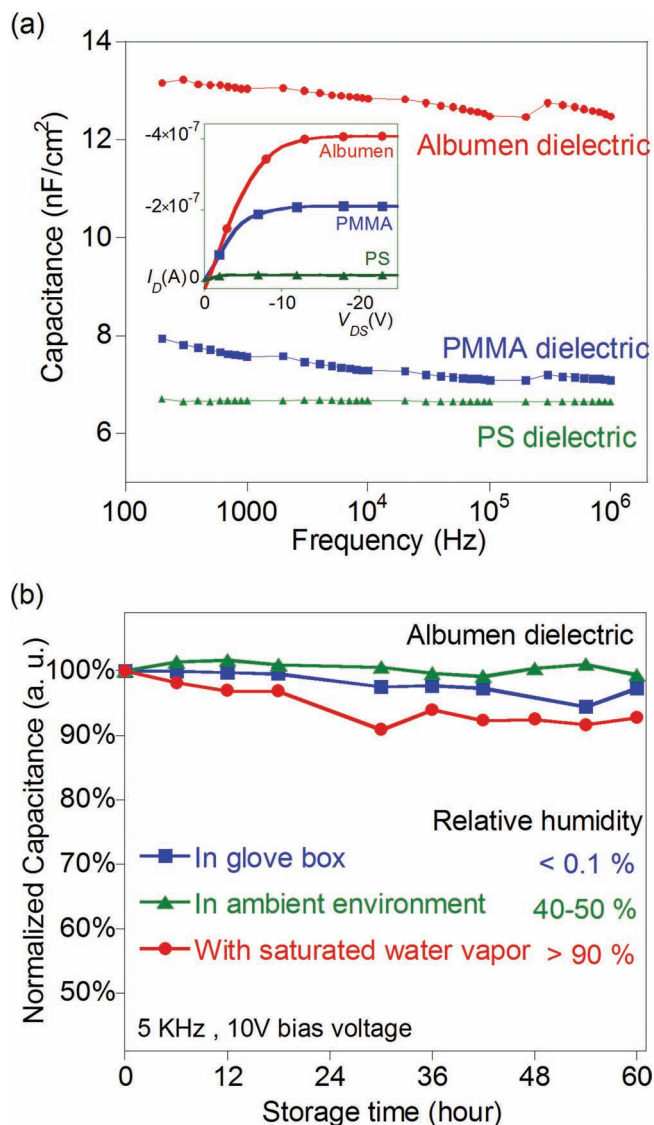 (a)
14
12
10
8
6
Capacitance (nF/cm²)
-4×10⁻⁷
-2×10⁻⁷
I_D(A) 0
0
-10
-20
V_DS(V)
Albumen
PMMA
PS
Albumen dielectric
PMMA dielectric
PS dielectric
100
1000
10⁴
10⁵
10⁶
Frequency (Hz)
(b)
Albumen dielectric
100%
90%
80%
70%
60%
50%
Normalized Capacitance (a. u.)
Relative humidity
In glove box < 0.1 %
In ambient environment 40-50 %
With saturated water vapor > 90 %
5 KHz , 10V bias voltage
0
12
24
36
48
60
Storage time (hour)